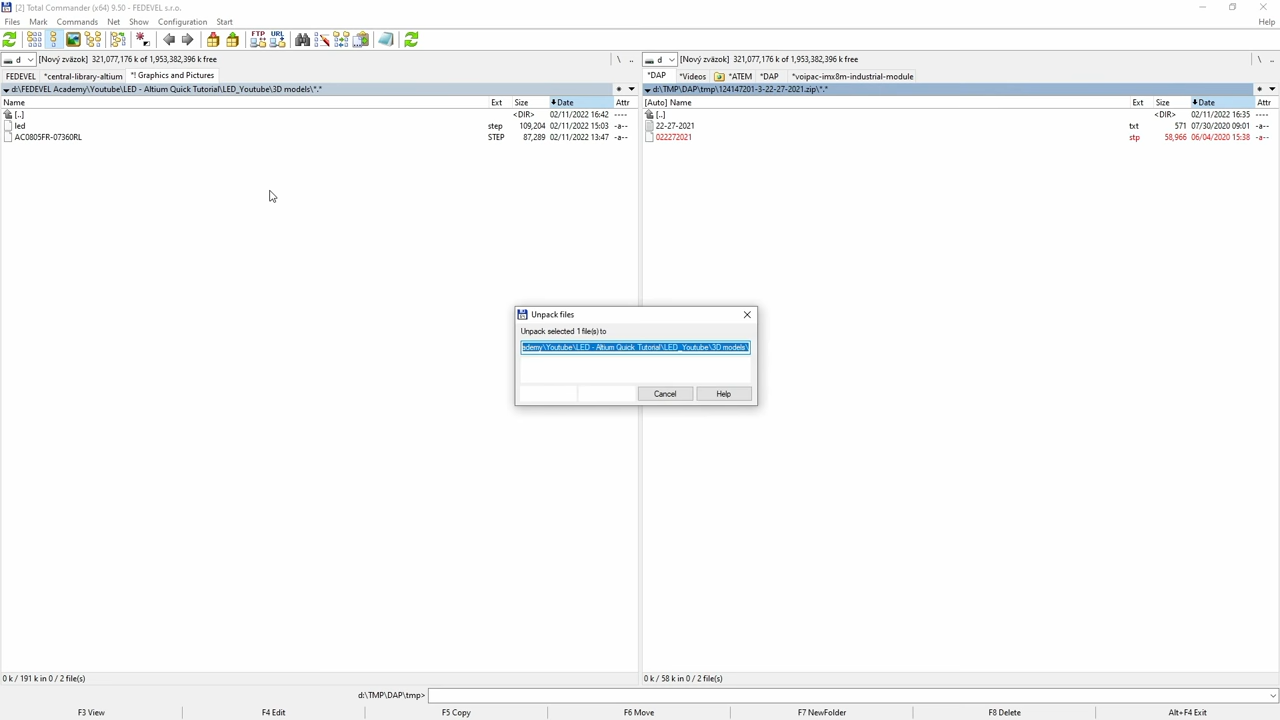 [2] Total Commander (x64) 9.50 - FEDEVEL s.r.o.
Files Mark Commands Net Show Configuration Start Help
FTP URL
d [Nový zväzok] 321,077,176 k of 1,953,382,396 k free \ ..
d [Nový zväzok] 321,077,176 k of 1,953,382,396 k free \ ..
FEDEVEL *central-library-altium *! Graphics and Pictures
*DAP *Videos *ATEM *DAP *voipac-imx8m-industrial-module
d:\FEDEVEL Academy\Youtube\LED - Altium Quick Tutorial\LED_Youtube\3D models\*.*
d:\TMP\DAP\tmp\124147201-3-22-27-2021.zip\*.*
Name Ext Size Date Attr
[..] <DIR> 02/11/2022 16:42 ----
led step 109,204 02/11/2022 15:03 -a--
AC0805FR-07360RL STEP 87,289 02/11/2022 13:47 -a--
[Auto] Name Ext Size Date Attr
[..] <DIR> 02/11/2022 16:35 ----
22-27-2021 txt 571 07/30/2020 09:01 -a--
022272021 stp 58,966 06/04/2020 15:38 -a--
Unpack files
Unpack selected 1 file(s) to
ademy\Youtube\LED - Altium Quick Tutorial\LED_Youtube\3D models\
Cancel Help
0 k / 191 k in 0 / 2 file(s)
0 k / 58 k in 0 / 2 file(s)
d:\TMP\DAP\tmp>
F3 View F4 Edit F5 Copy F6 Move F7 NewFolder F8 Delete Alt+F4 Exit